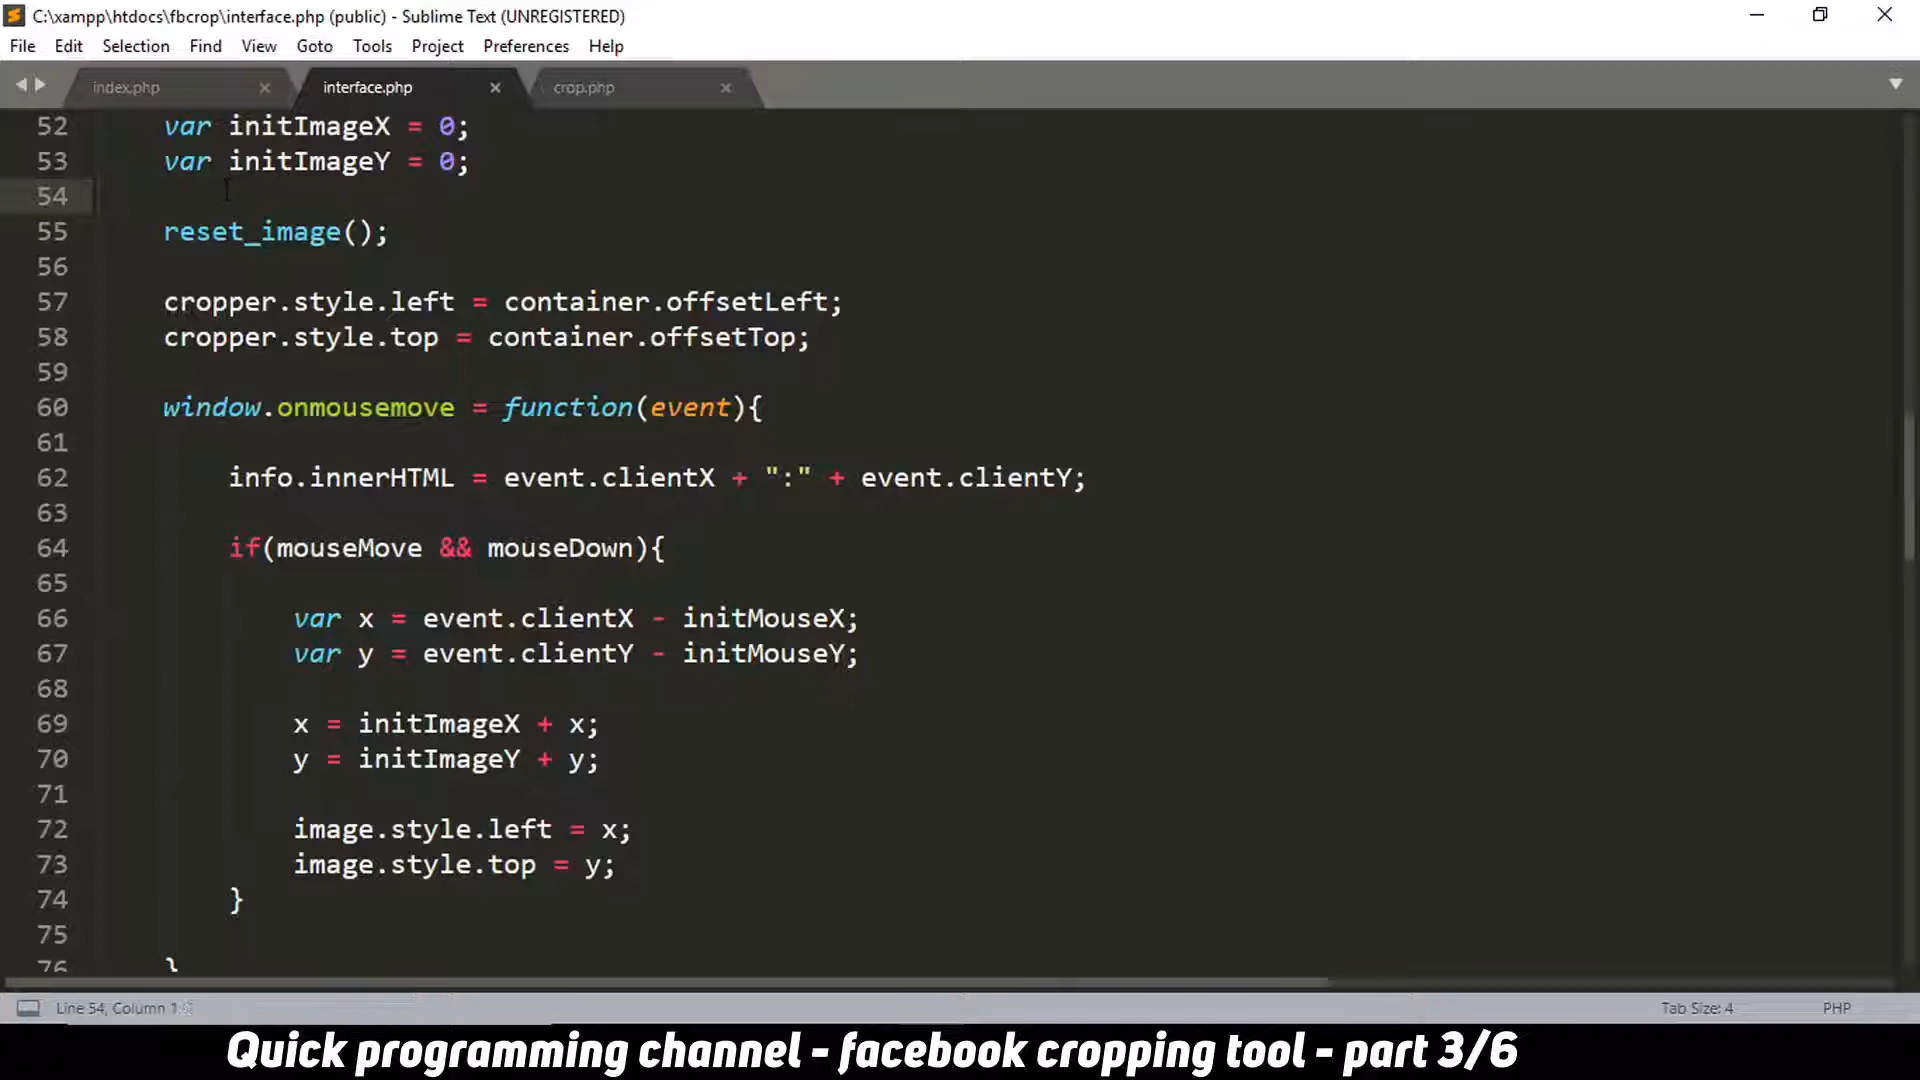 C:\xampp\htdocs\fbcrop\interface.php (public) - Sublime Text (UNREGISTERED)
File Edit Selection Find View Goto Tools Project Preferences Help
index.php interface.php crop.php
52 var initImageX = 0;
53 var initImageY = 0;
54
55 reset_image();
56
57 cropper.style.left = container.offsetLeft;
58 cropper.style.top = container.offsetTop;
59
60 window.onmousemove = function(event){
61
62 info.innerHTML = event.clientX + ":" + event.clientY;
63
64 if(mouseMove && mouseDown){
65
66 var x = event.clientX - initMouseX;
67 var y = event.clientY - initMouseY;
68
69 x = initImageX + x;
70 y = initImageY + y;
71
72 image.style.left = x;
73 image.style.top = y;
74 }
75
76 }
Line 54, Column 1 Tab Size: 4 PHP
Quick programming channel - facebook cropping tool - part 3/6